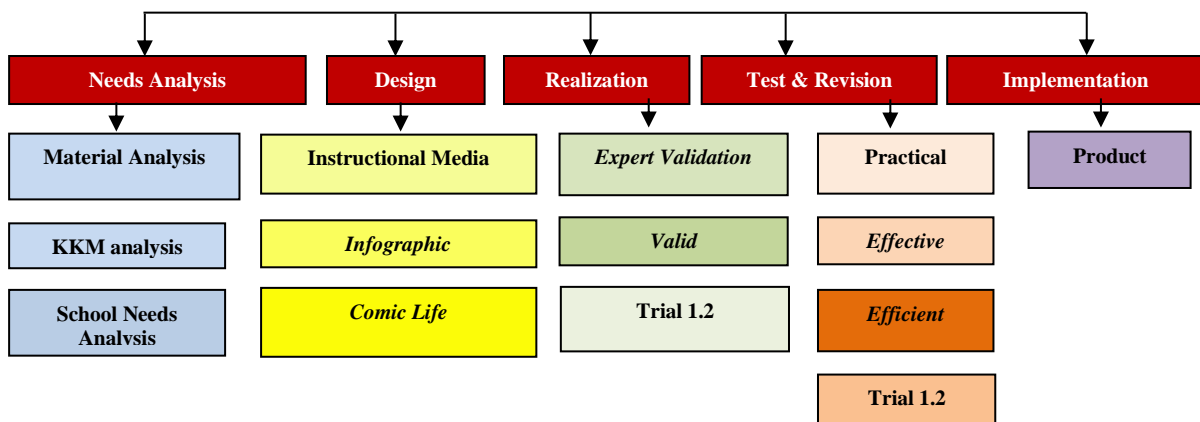 Needs Analysis
Design
Realization
Test & Revision
Implementation
Material Analysis
Instructional Media
Expert Validation
Practical
Product
KKM analysis
Infographic
Valid
Effective
School Needs
Analysis
Comic Life
Trial 1.2
Efficient
Trial 1.2